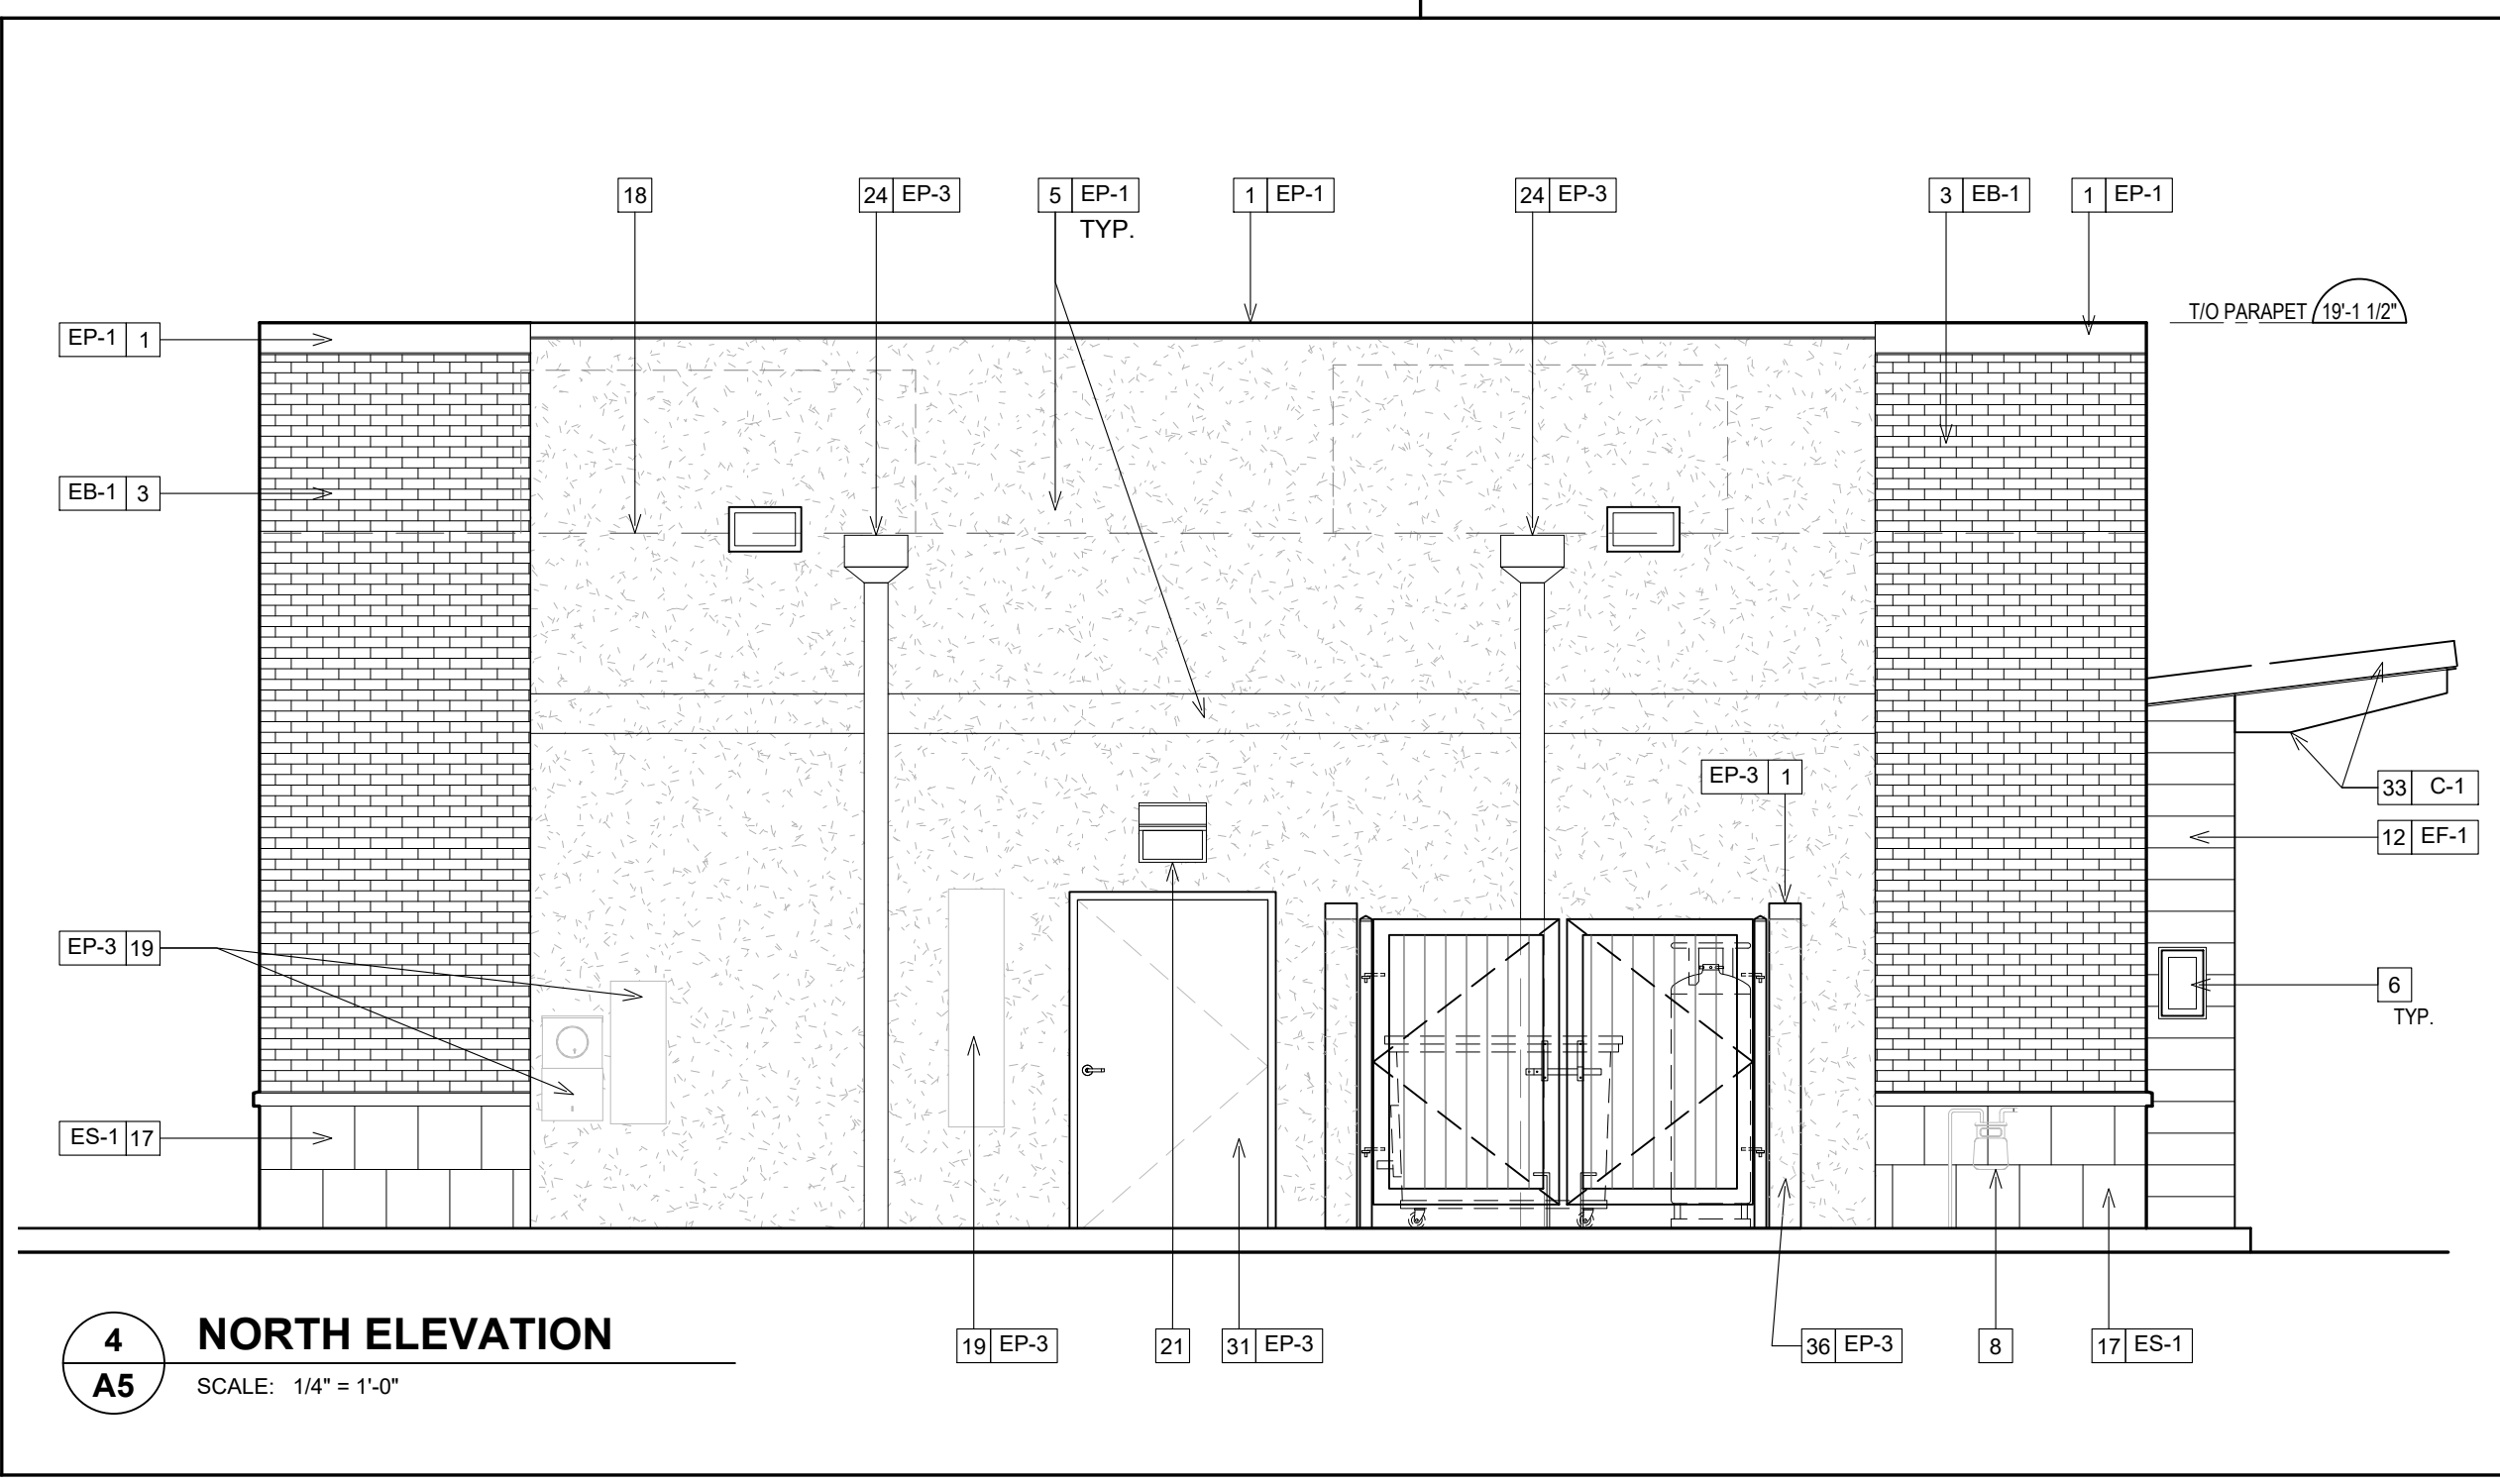 18
24 EP-3
5 EP-1
TYP.
1 EP-1
24 EP-3
3 EB-1
1 EP-1
T/O PARAPET 19'-1 1/2"
EP-1 1
EB-1 3
EP-3 1
33 C-1
12 EF-1
EP-3 19
6
TYP.
ES-1 17
19 EP-3
21
31 EP-3
36 EP-3
8
17 ES-1
4
A5
NORTH ELEVATION
SCALE: 1/4" = 1'-0"